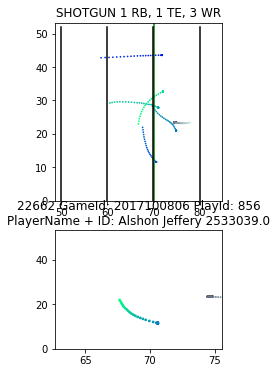 SHOTGUN 1 RB, 1 TE, 3 WR
50
40
30
20
10
0
50 60 70 80
22662 GameId: 2017100806 PlayId: 856
PlayerName + ID: Alshon Jeffery 2533039.0
40
20
0
65 70 75